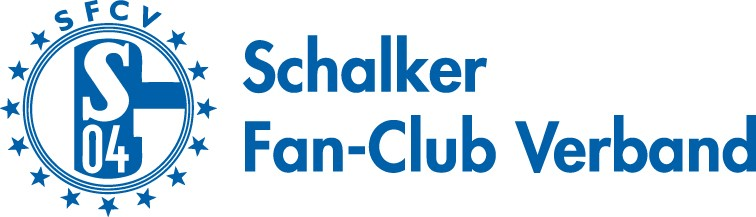 SFCV
S
04
Schalker
Fan-Club Verband